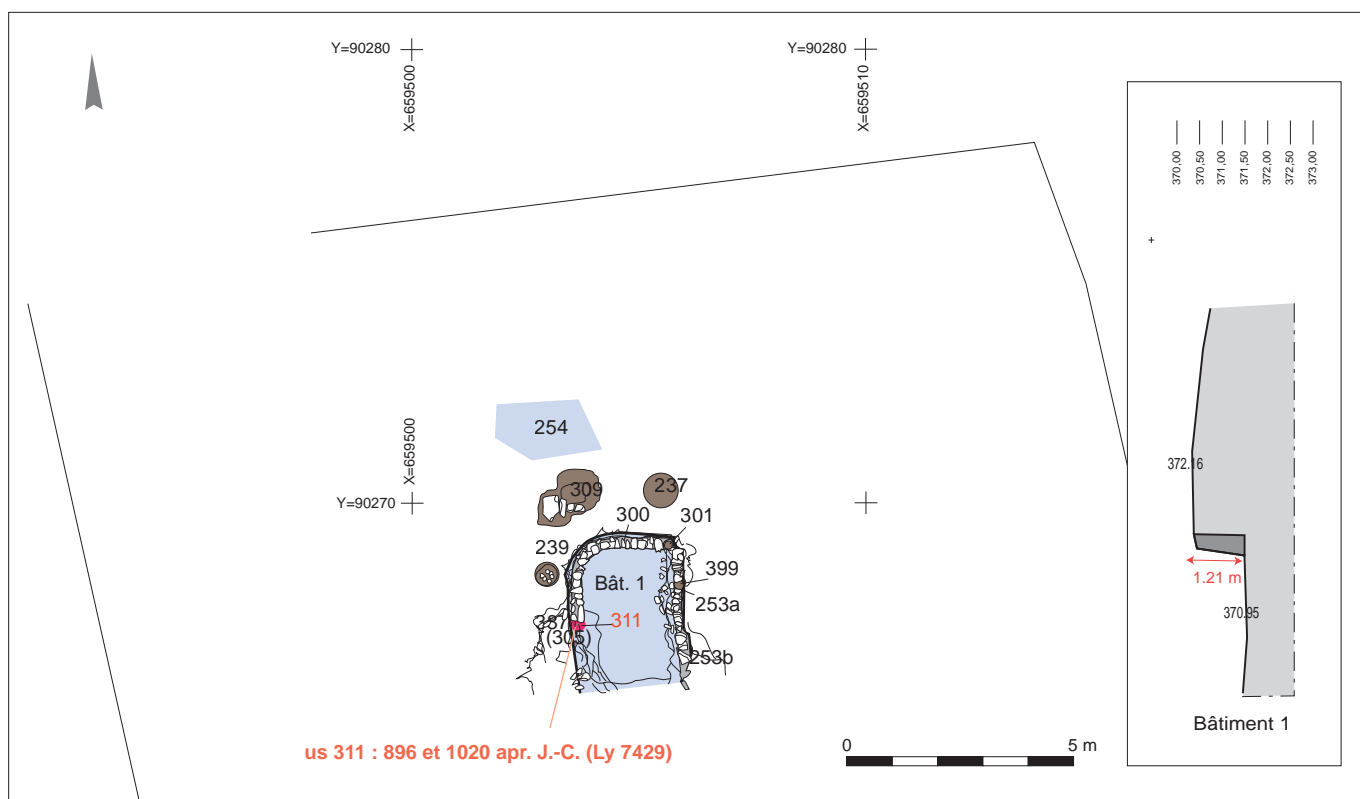 Y=90280
Y=90280
X=659500
X=659510
370,00
370,50
371,00
371,50
372,00
372,50
373,00
X=659500
254
372.16
309
237
Y=90270
300
301
239
399
Bât. 1
1.21 m
253a
311
370.95
(305)
253b
Bâtiment 1
0
5 m
us 311 : 896 et 1020 apr. J.-C. (Ly 7429)